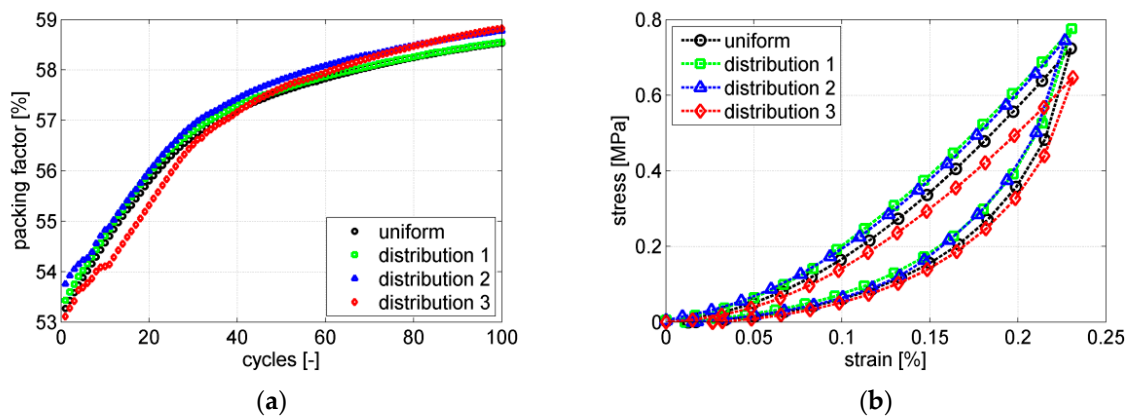 59
58
57
56
55
54
53
0 20 40 60 80 100
packing factor [%]
cycles [-]
uniform
distribution 1
distribution 2
distribution 3
(a)
0.8
0.6
0.4
0.2
0
0 0.05 0.1 0.15 0.2 0.25
stress [MPa]
strain [%]
uniform
distribution 1
distribution 2
distribution 3
(b)